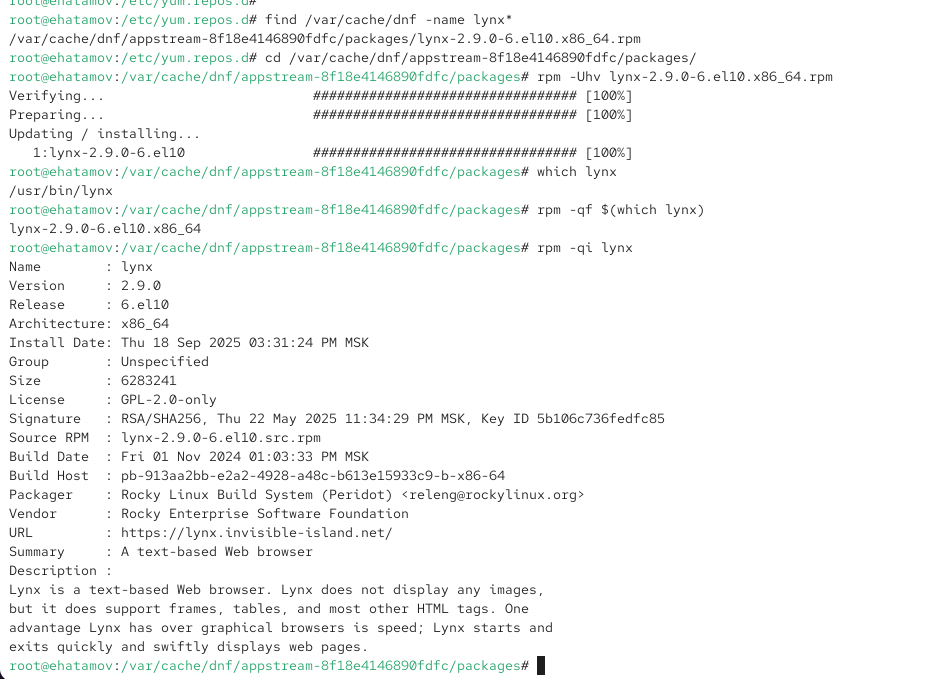 root@ehatamov:/etc/yum.repos.d#
root@ehatamov:/etc/yum.repos.d# find /var/cache/dnf -name lynx*
/var/cache/dnf/appstream-8f18e4146890fdfc/packages/lynx-2.9.0-6.el10.x86_64.rpm
root@ehatamov:/etc/yum.repos.d# cd /var/cache/dnf/appstream-8f18e4146890fdfc/packages/
root@ehatamov:/var/cache/dnf/appstream-8f18e4146890fdfc/packages# rpm -Uhv lynx-2.9.0-6.el10.x86_64.rpm
Verifying...                          ################################# [100%]
Preparing...                          ################################# [100%]
Updating / installing...
   1:lynx-2.9.0-6.el10                ################################# [100%]
root@ehatamov:/var/cache/dnf/appstream-8f18e4146890fdfc/packages# which lynx
/usr/bin/lynx
root@ehatamov:/var/cache/dnf/appstream-8f18e4146890fdfc/packages# rpm -qf $(which lynx)
lynx-2.9.0-6.el10.x86_64
root@ehatamov:/var/cache/dnf/appstream-8f18e4146890fdfc/packages# rpm -qi lynx
Name        : lynx
Version     : 2.9.0
Release     : 6.el10
Architecture: x86_64
Install Date: Thu 18 Sep 2025 03:31:24 PM MSK
Group       : Unspecified
Size        : 6283241
License     : GPL-2.0-only
Signature   : RSA/SHA256, Thu 22 May 2025 11:34:29 PM MSK, Key ID 5b106c736fedfc85
Source RPM  : lynx-2.9.0-6.el10.src.rpm
Build Date  : Fri 01 Nov 2024 01:03:33 PM MSK
Build Host  : pb-913aa2bb-e2a2-4928-a48c-b613e15933c9-b-x86-64
Packager    : Rocky Linux Build System (Peridot) <releng@rockylinux.org>
Vendor      : Rocky Enterprise Software Foundation
URL         : https://lynx.invisible-island.net/
Summary     : A text-based Web browser
Description :
Lynx is a text-based Web browser. Lynx does not display any images,
but it does support frames, tables, and most other HTML tags. One
advantage Lynx has over graphical browsers is speed; Lynx starts and
exits quickly and swiftly displays web pages.
root@ehatamov:/var/cache/dnf/appstream-8f18e4146890fdfc/packages#